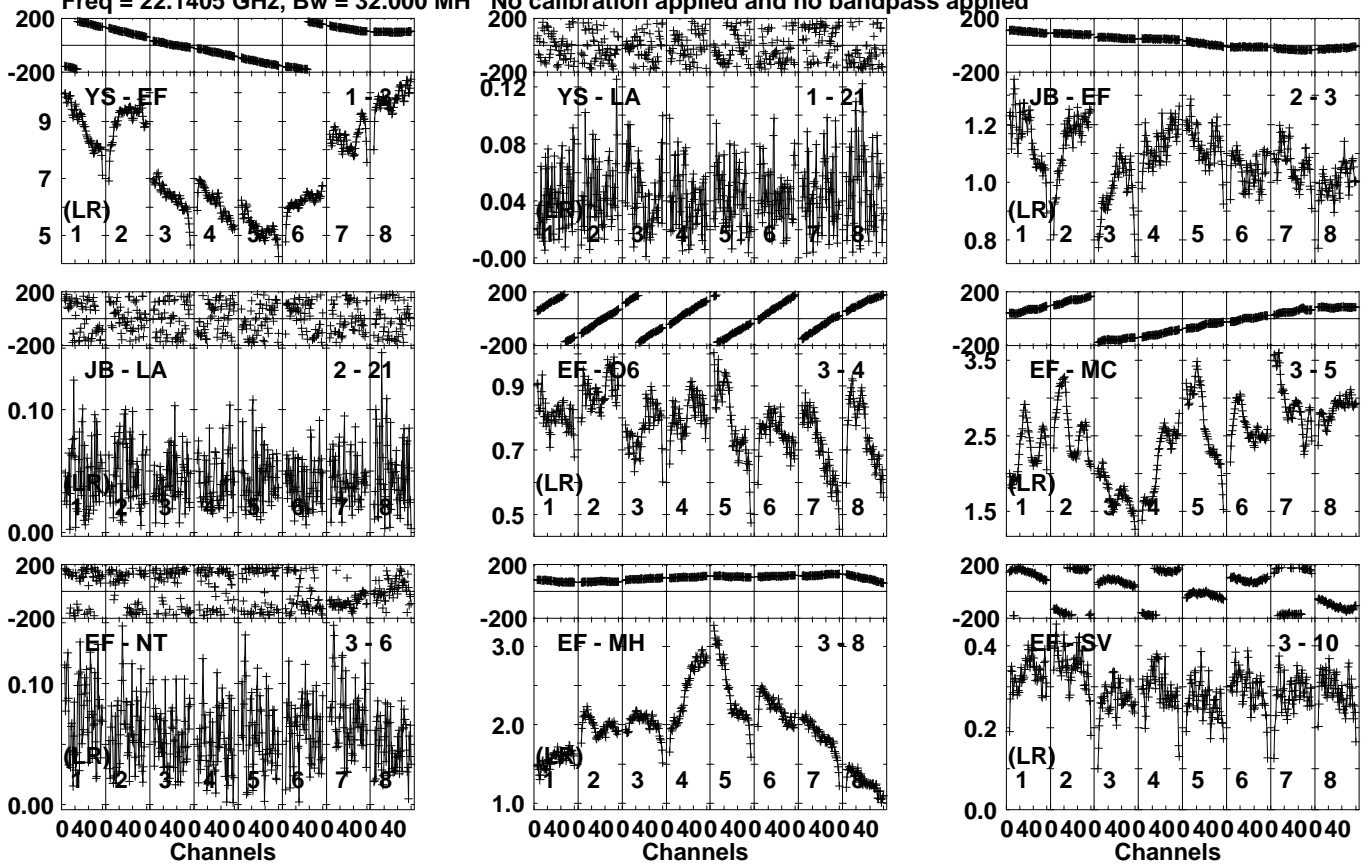 Freq = 22.1405 GHz, Bw = 32.000 MH No calibration applied and no bandpass applied
200
-200
YS - EF 1 - 3
9
7
5
(LR)
1 2 3 4 5 6 7 8
200
-200
YS - LA 1 - 21
0.12
0.08
0.04
-0.00
(LR)
1 2 3 4 5 6 7 8
200
-200
JB - EF 2 - 3
1.2
1.0
0.8
(LR)
1 2 3 4 5 6 7 8
200
-200
JB - LA 2 - 21
0.10
0.00
(LR)
1 2 3 4 5 6 7 8
200
-200
EF - O6 3 - 4
0.9
0.7
0.5
(LR)
1 2 3 4 5 6 7 8
200
-200
EF - MC 3 - 5
3.5
2.5
1.5
(LR)
1 2 3 4 5 6 7 8
200
-200
EF - NT 3 - 6
0.10
0.00
(LR)
1 2 3 4 5 6 7 8
0 40 0 40 0 40 0 40 0 40 0 40 0 40 0 40
Channels
200
-200
EF - MH 3 - 8
3.0
2.0
1.0
(LR)
1 2 3 4 5 6 7 8
0 40 0 40 0 40 0 40 0 40 0 40 0 40 0 40
Channels
200
-200
EF - SV 3 - 10
0.4
0.2
0.0
(LR)
1 2 3 4 5 6 7 8
0 40 0 40 0 40 0 40 0 40 0 40 0 40 0 40
Channels